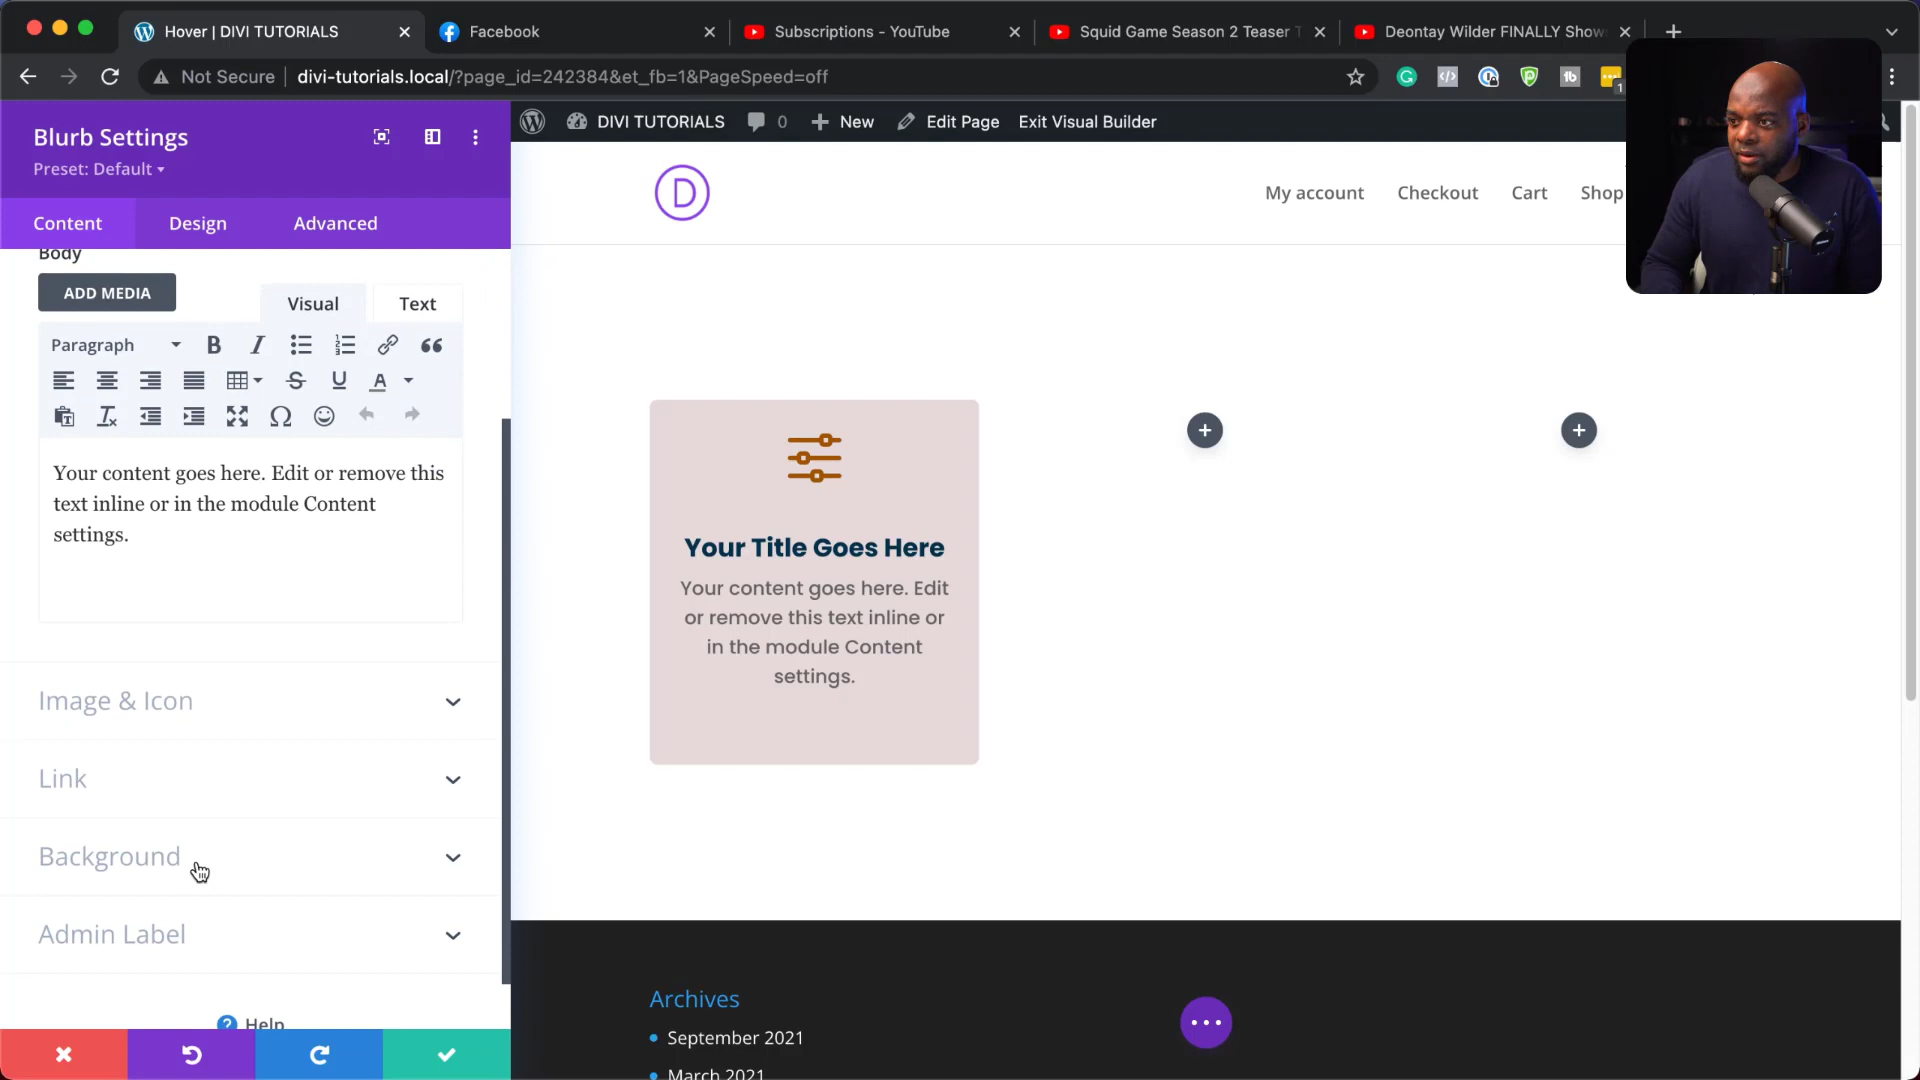 Hover | DIVI TUTORIALS
Facebook
Subscriptions - YouTube
Squid Game Season 2 Teaser T
Deontay Wilder FINALLY Show
Not Secure
divi-tutorials.local/?page_id=242384&et_fb=1&PageSpeed=off
1
Blurb Settings
Preset: Default
DIVI TUTORIALS
0
New
Edit Page
Exit Visual Builder
Content
Design
Advanced
D
My account
Checkout
Cart
Shop
Body
ADD MEDIA
Visual
Text
Paragraph
Your content goes here. Edit or remove this
text inline or in the module Content
settings.
Your Title Goes Here
Your content goes here. Edit
or remove this text inline or
in the module Content
settings.
Image & Icon
Link
Background
Admin Label
Help
Archives
September 2021
March 2021